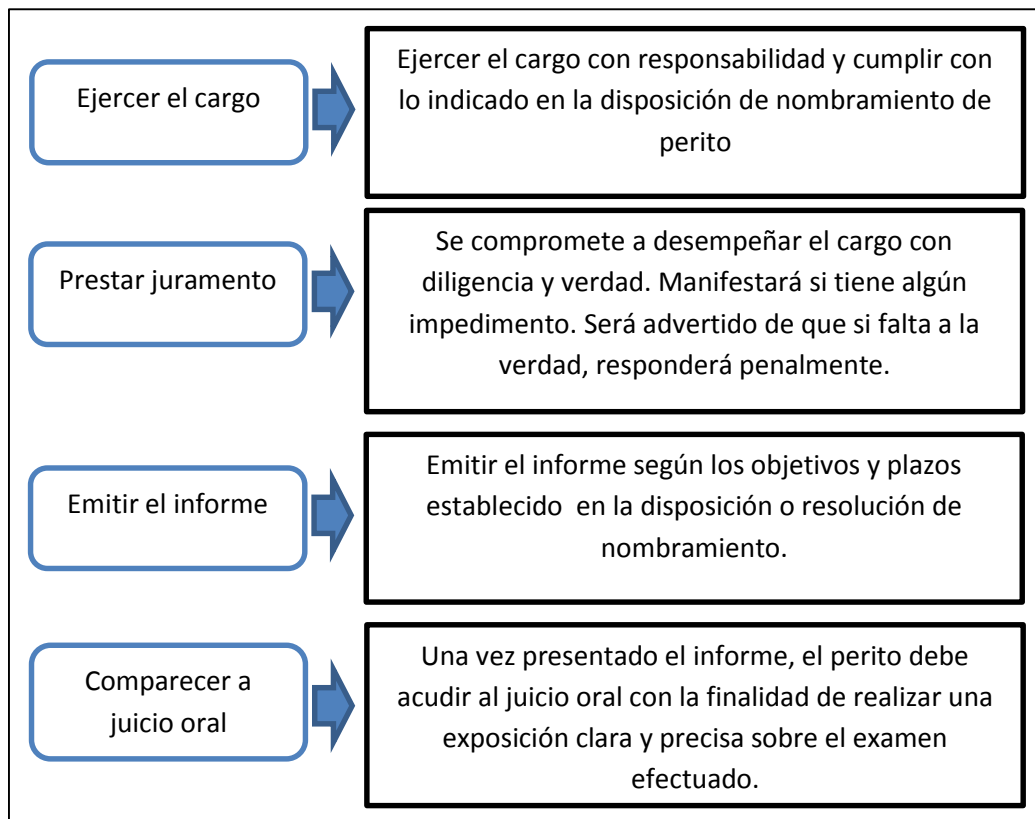 Ejercer el cargo
Ejercer el cargo con responsabilidad y cumplir con
lo indicado en la disposición de nombramiento de
perito
Prestar juramento
Se compromete a desempeñar el cargo con
diligencia y verdad. Manifestará si tiene algún
impedimento. Será advertido de que si falta a la
verdad, responderá penalmente.
Emitir el informe
Emitir el informe según los objetivos y plazos
establecido en la disposición o resolución de
nombramiento.
Comparecer a
juicio oral
Una vez presentado el informe, el perito debe
acudir al juicio oral con la finalidad de realizar una
exposición clara y precisa sobre el examen
efectuado.